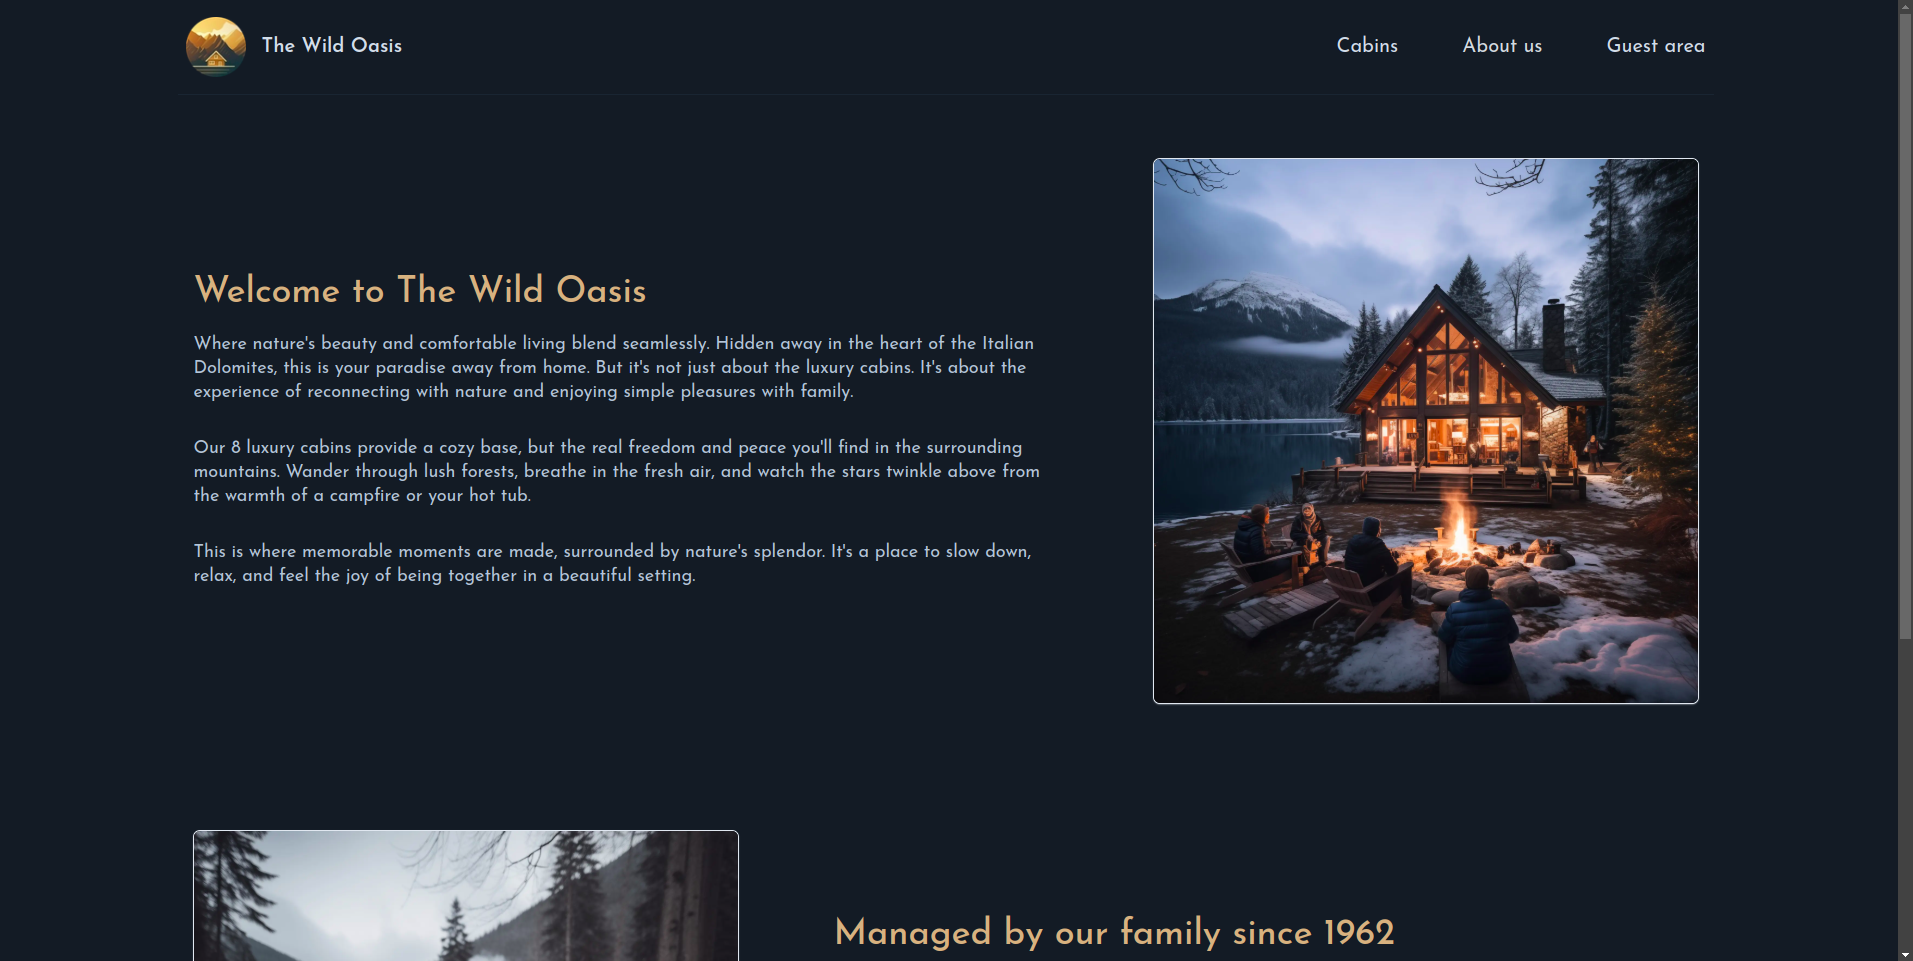 The Wild Oasis
Cabins
About us
Guest area
Welcome to The Wild Oasis
Where nature's beauty and comfortable living blend seamlessly. Hidden away in the heart of the Italian
Dolomites, this is your paradise away from home. But it's not just about the luxury cabins. It's about the
experience of reconnecting with nature and enjoying simple pleasures with family.
Our 8 luxury cabins provide a cozy base, but the real freedom and peace you'll find in the surrounding
mountains. Wander through lush forests, breathe in the fresh air, and watch the stars twinkle above from
the warmth of a campfire or your hot tub.
This is where memorable moments are made, surrounded by nature's splendor. It's a place to slow down,
relax, and feel the joy of being together in a beautiful setting.
Managed by our family since 1962